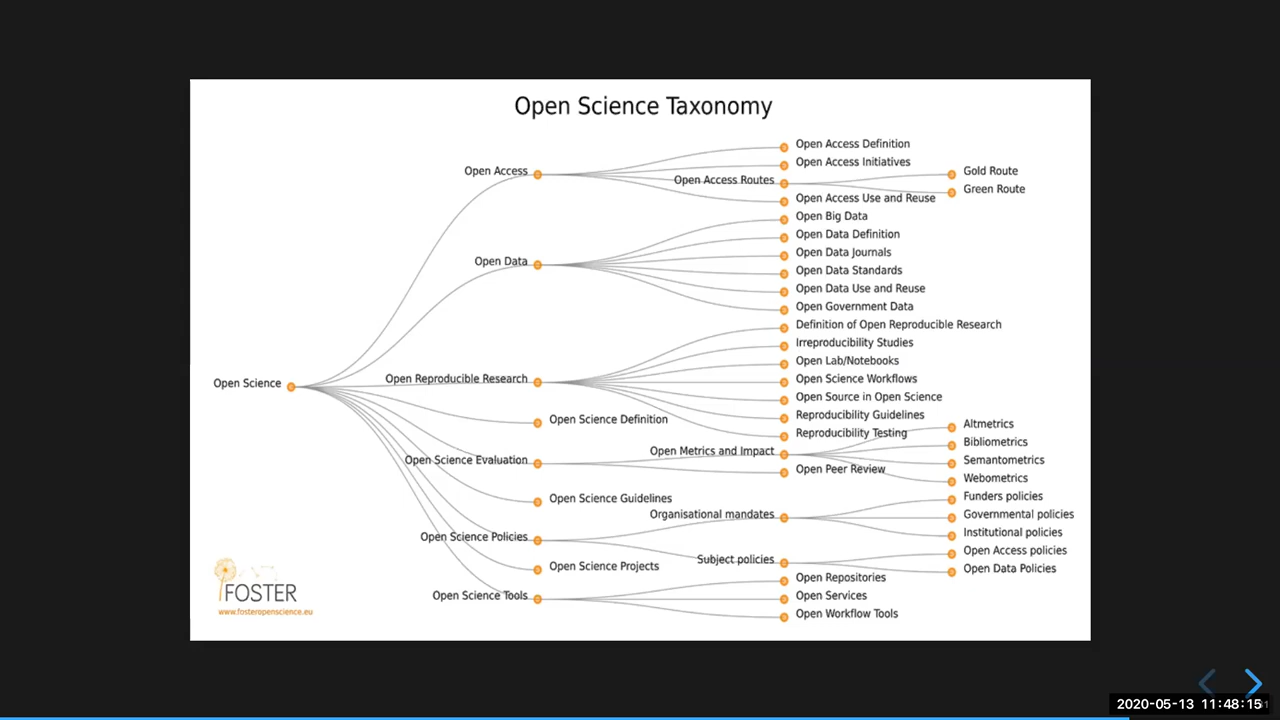 Open Science Taxonomy
Open Science
Open Access
Open Access Definition
Open Access Initiatives
Open Access Routes
Gold Route
Green Route
Open Access Use and Reuse
Open Data
Open Big Data
Open Data Definition
Open Data Journals
Open Data Standards
Open Data Use and Reuse
Open Government Data
Open Reproducible Research
Definition of Open Reproducible Research
Irreproducibility Studies
Open Lab/Notebooks
Open Science Workflows
Open Source in Open Science
Reproducibility Guidelines
Reproducibility Testing
Open Science Definition
Open Science Evaluation
Open Metrics and Impact
Altmetrics
Bibliometrics
Semantometrics
Webometrics
Open Peer Review
Open Science Guidelines
Open Science Policies
Organisational mandates
Funders policies
Governmental policies
Institutional policies
Subject policies
Open Access policies
Open Data Policies
Open Science Projects
Open Science Tools
Open Repositories
Open Services
Open Workflow Tools
FOSTER
www.fosteropenscience.eu
2020-05-13 11:48:15